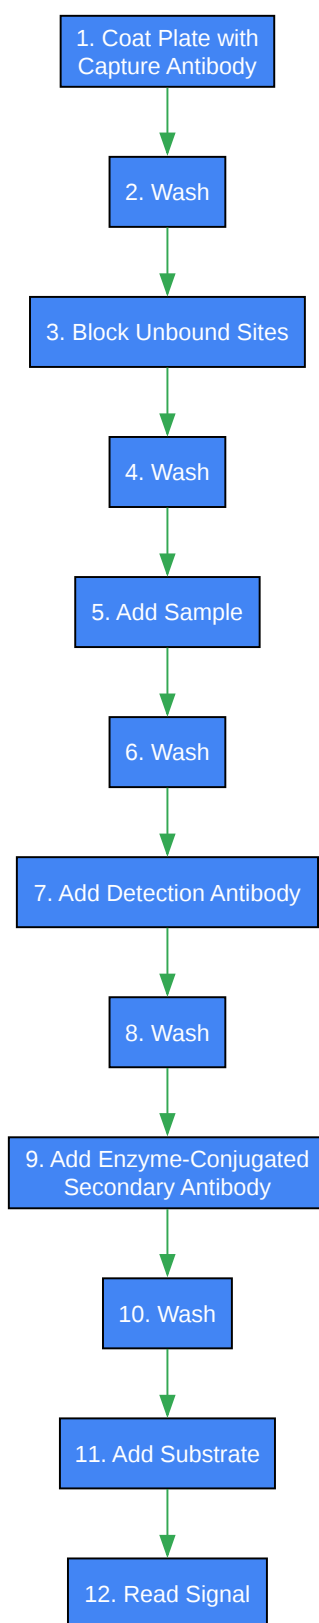 1. Coat Plate with
Capture Antibody
2. Wash
3. Block Unbound Sites
4. Wash
5. Add Sample
6. Wash
7. Add Detection Antibody
8. Wash
9. Add Enzyme-Conjugated
Secondary Antibody
10. Wash
11. Add Substrate
12. Read Signal